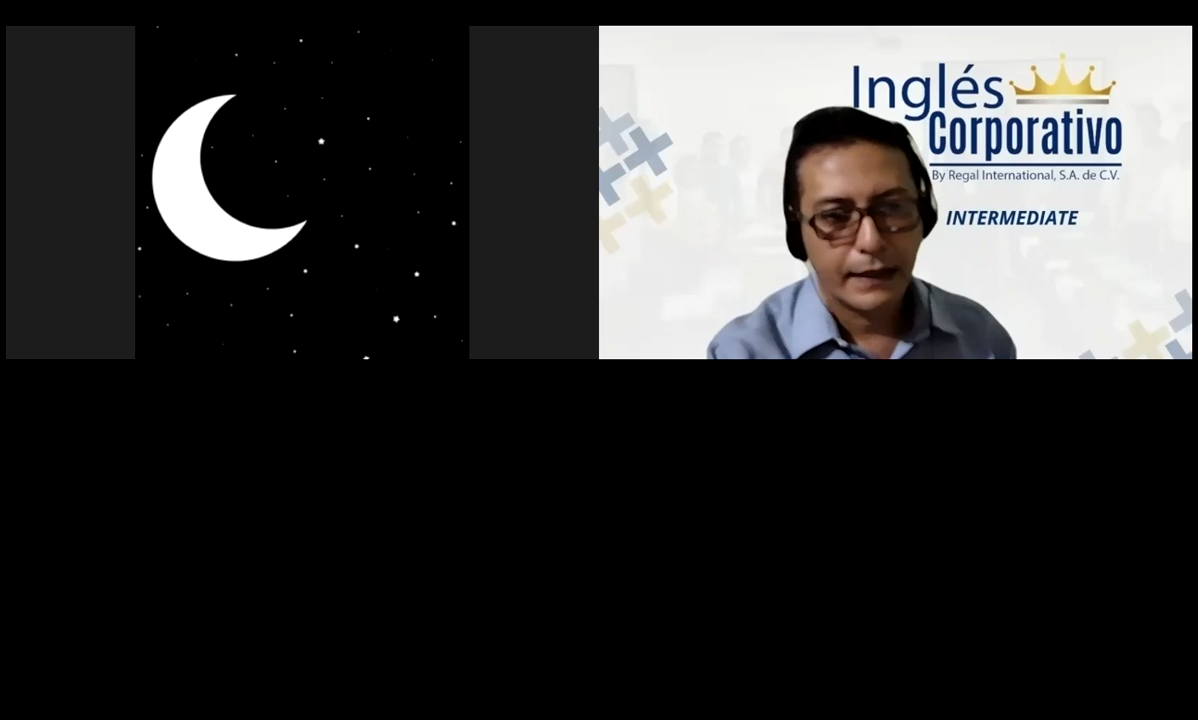 Inglés
Corporativo
By Regal International, S.A. de C.V.
INTERMEDIATE